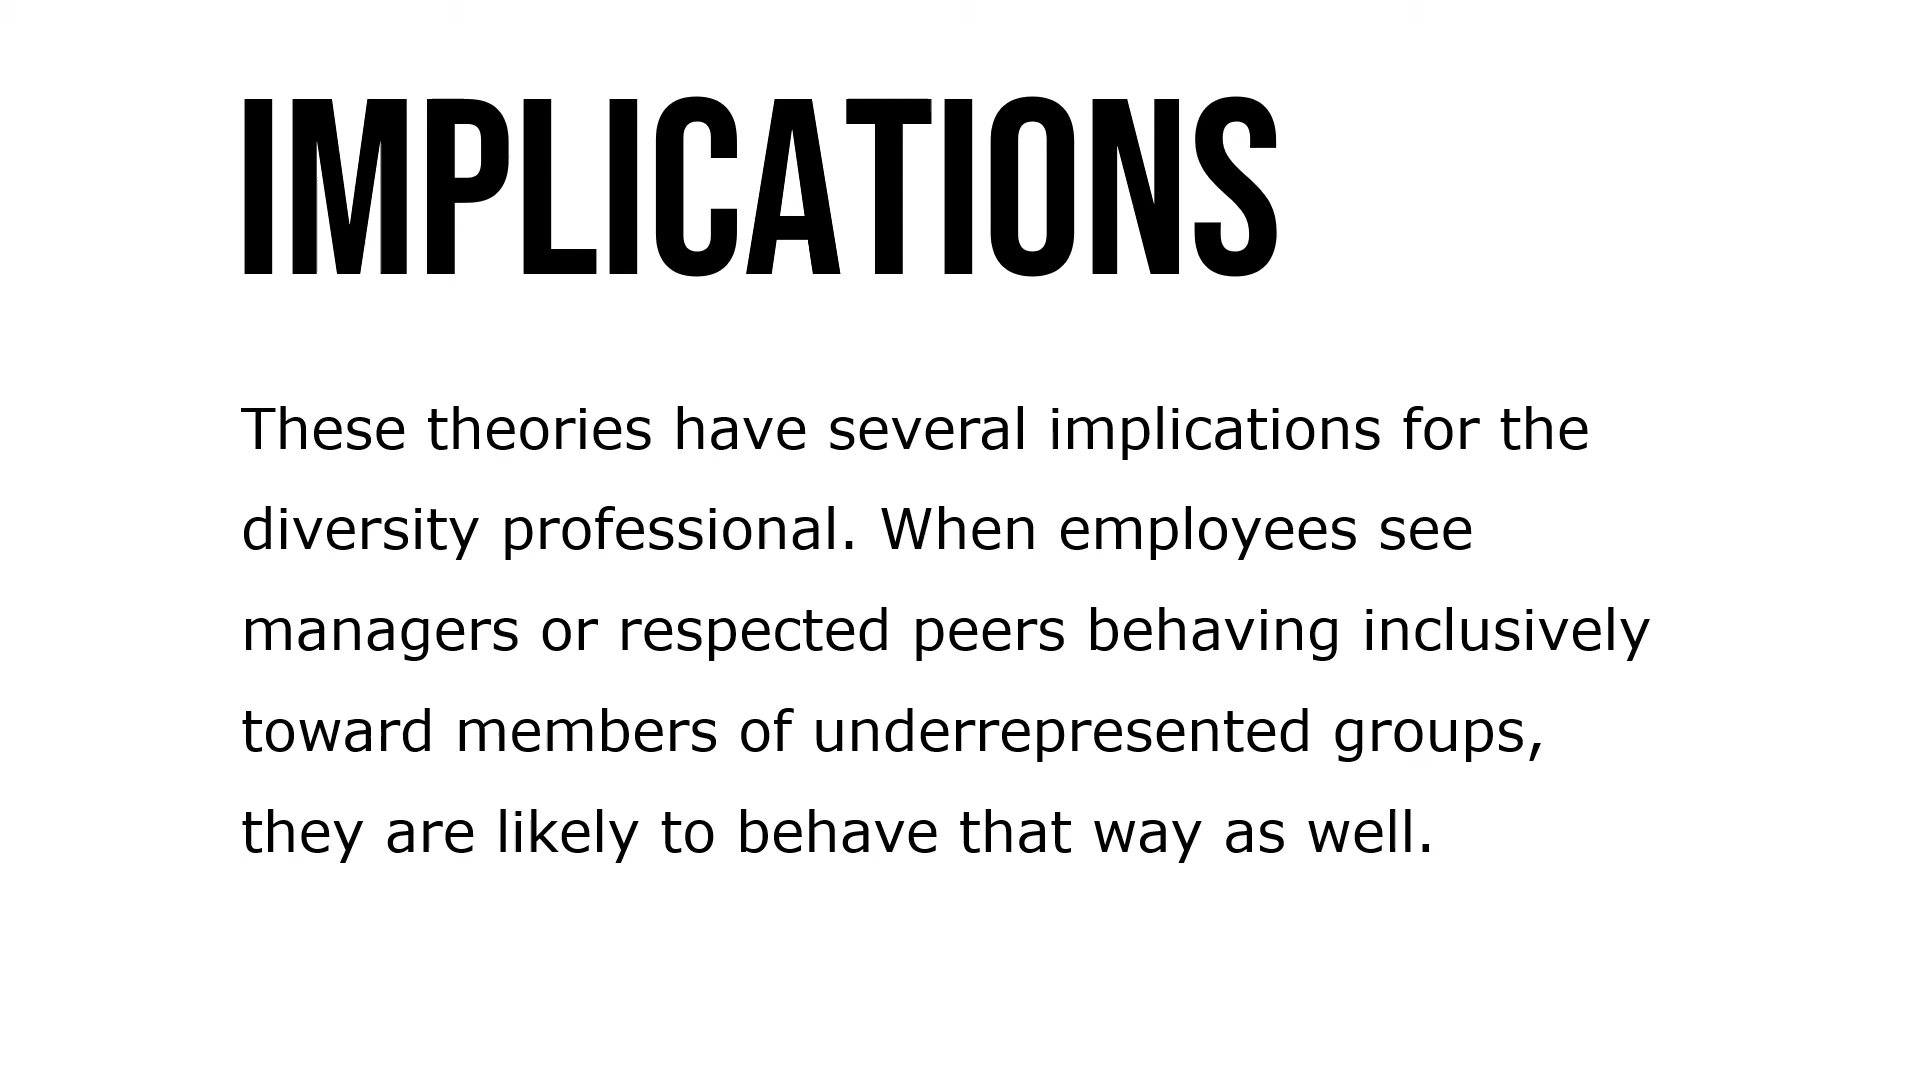 IMPLICATIONS
These theories have several implications for the
diversity professional. When employees see
managers or respected peers behaving inclusively
toward members of underrepresented groups,
they are likely to behave that way as well.